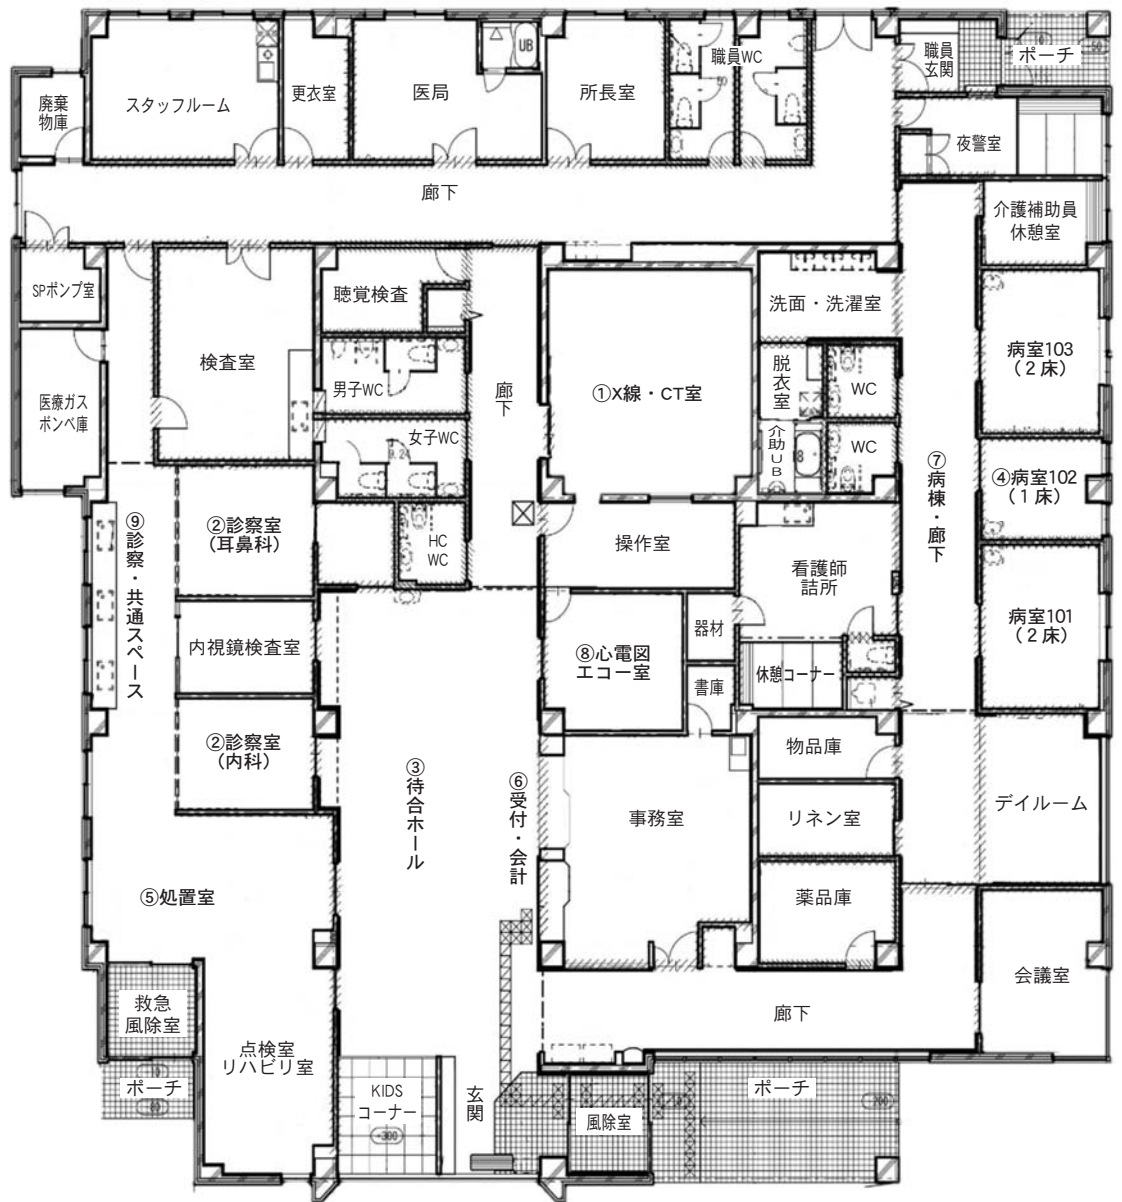 職員
玄関
ポーチ
職員WC
UB
スタッフルーム
更衣室
医局
所長室
廃棄
物庫
夜警室
廊下
介護補助員
休憩室
SPポンプ室
聴覚検査
洗面・洗濯室
病室103
(2床)
検査室
男子WC
廊下
①X線・CT室
脱衣室
WC
医療ガス
ボンベ庫
女子WC
介助UB
WC
⑦病棟・廊下
④病室102
(1床)
⑨診察・共通スペース
②診察室
(耳鼻科)
HC
WC
操作室
看護師
詰所
内視鏡検査室
器材
病室101
(2床)
⑧心電図
エコー室
休憩コーナー
書庫
②診察室
(内科)
③待合ホール
⑥受付・会計
物品庫
事務室
リネン室
デイルーム
⑤処置室
薬品庫
会議室
救急
風除室
廊下
点検室
リハビリ室
ポーチ
KIDS
コーナー
-300
玄関
風除室
ポーチ
-200